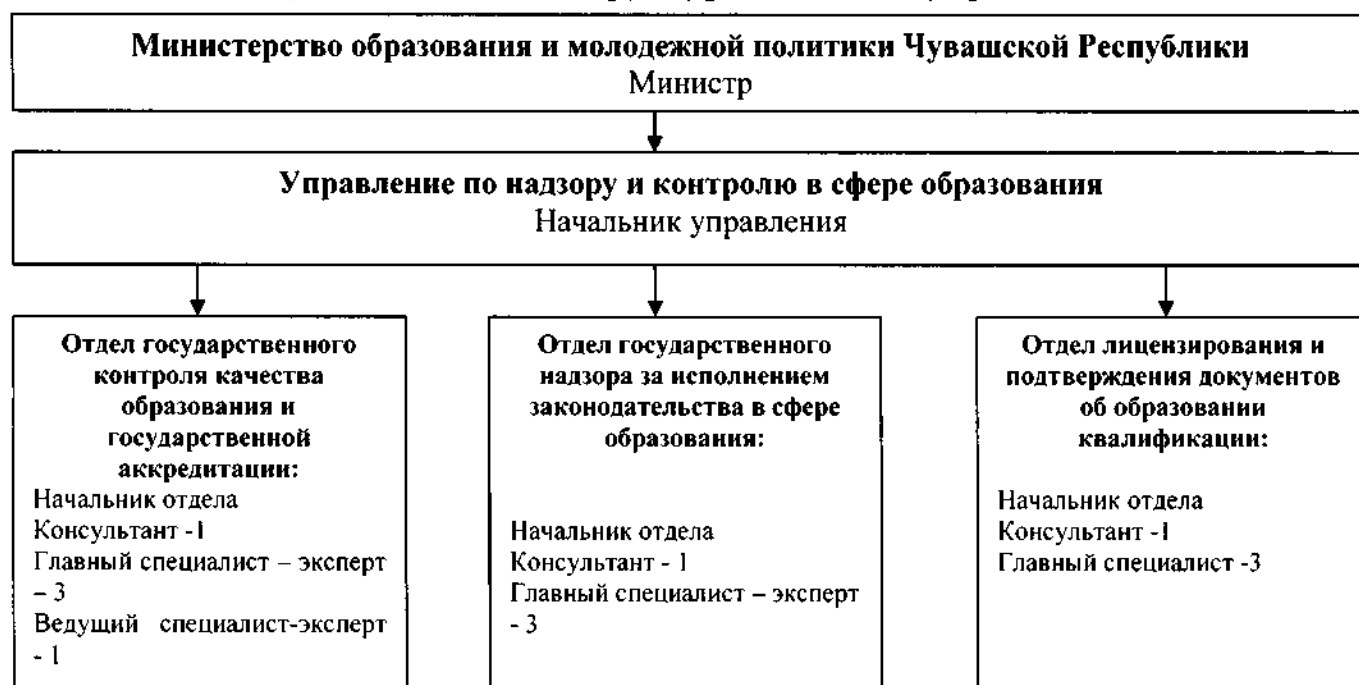 Министерство образования и молодежной политики Чувашской Республики
Министр
Управление по надзору и контролю в сфере образования
Начальник управления
Отдел государственного
контроля качества
образования и
государственной
аккредитации:
Начальник отдела
Консультант -1
Главный специалист – эксперт
– 3
Ведущий специалист-эксперт
- 1
Отдел государственного
надзора за исполнением
законодательства в сфере
образования:
Начальник отдела
Консультант - 1
Главный специалист – эксперт
- 3
Отдел лицензирования и
подтверждения документов
об образовании
квалификации:
Начальник отдела
Консультант -1
Главный специалист -3